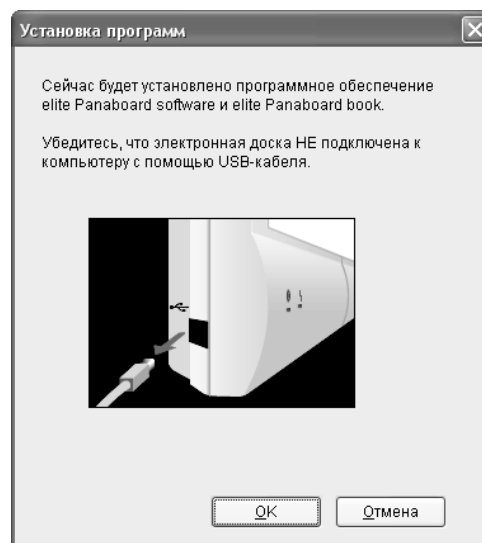 Установка программ
Сейчас будет установлено программное обеспечение
elite Panaboard software и elite Panaboard book.
Убедитесь, что электронная доска НЕ подключена к
компьютеру с помощью USB-кабеля.
OK
Отмена